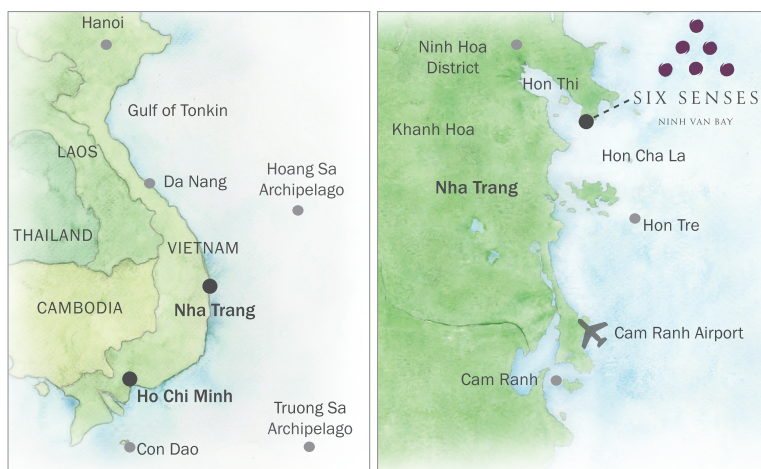 Hanoi
Gulf of Tonkin
LAOS
Da Nang
Hoang Sa
Archipelago
THAILAND
VIETNAM
CAMBODIA
Nha Trang
Ho Chi Minh
Truong Sa
Archipelago
Con Dao
Ninh Hoa
District
Hon Thi
SIX SENSES
NINH VAN BAY
Khanh Hoa
Hon Cha La
Nha Trang
Hon Tre
Cam Ranh Airport
Cam Ranh